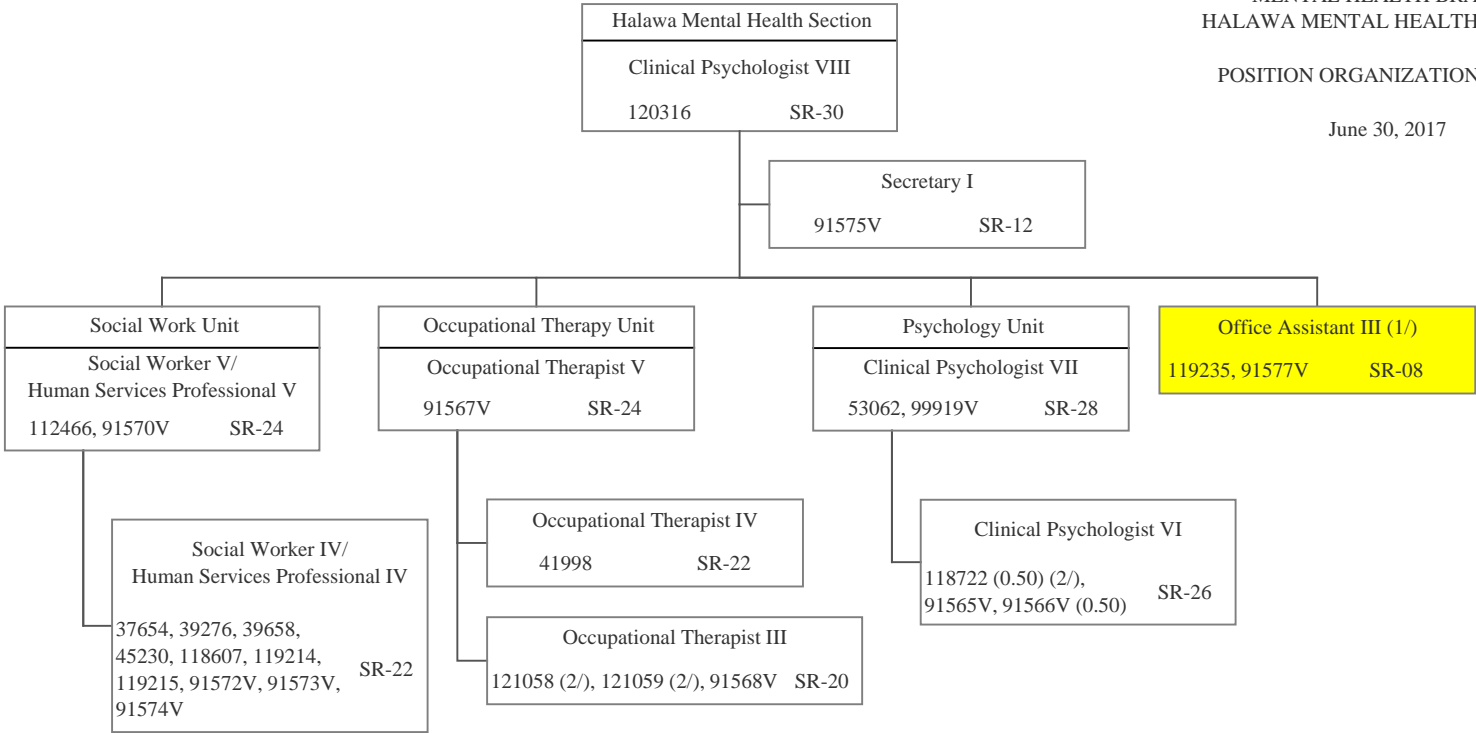 HALAWA MENTAL HEALTH
POSITION ORGANIZATION
June 30, 2017
Halawa Mental Health Section
Clinical Psychologist VIII
120316 SR-30
Secretary I
91575V SR-12
Social Work Unit
Social Worker V/
Human Services Professional V
112466, 91570V SR-24
Social Worker IV/
Human Services Professional IV
37654, 39276, 39658,
45230, 118607, 119214,
119215, 91572V, 91573V,
91574V
SR-22
Occupational Therapy Unit
Occupational Therapist V
91567V SR-24
Occupational Therapist IV
41998 SR-22
Occupational Therapist III
121058 (2/), 121059 (2/), 91568V SR-20
Psychology Unit
Clinical Psychologist VII
53062, 99919V SR-28
Clinical Psychologist VI
118722 (0.50) (2/),
91565V, 91566V (0.50)
SR-26
Office Assistant III (1/)
119235, 91577V SR-08